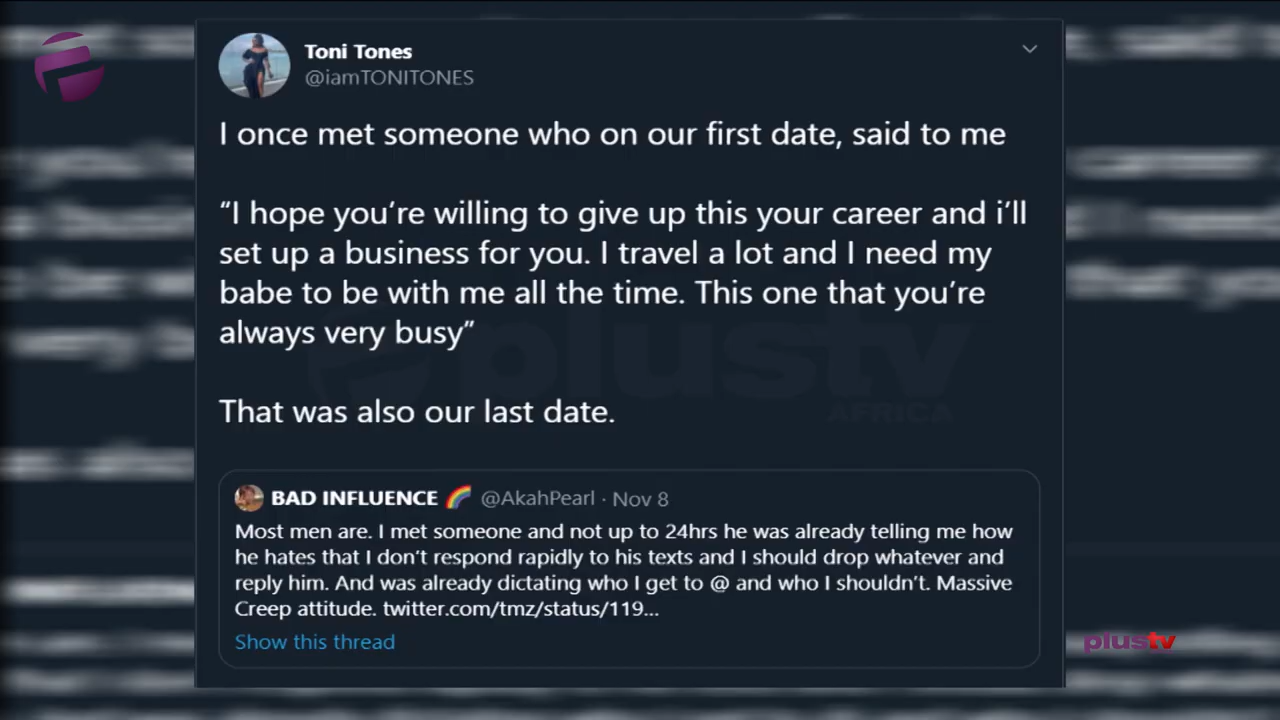 Toni Tones
@iamTONITONES
I once met someone who on our first date, said to me
“I hope you’re willing to give up this your career and i’ll
set up a business for you. I travel a lot and I need my
babe to be with me all the time. This one that you’re
always very busy”
That was also our last date.
BAD INFLUENCE 🌈 @AkahPearl · Nov 8
Most men are. I met someone and not up to 24hrs he was already telling me how
he hates that I don’t respond rapidly to his texts and I should drop whatever and
reply him. And was already dictating who I get to @ and who I shouldn’t. Massive
Creep attitude. twitter.com/tmz/status/119...
Show this thread
plustv
AFRICA
plustv